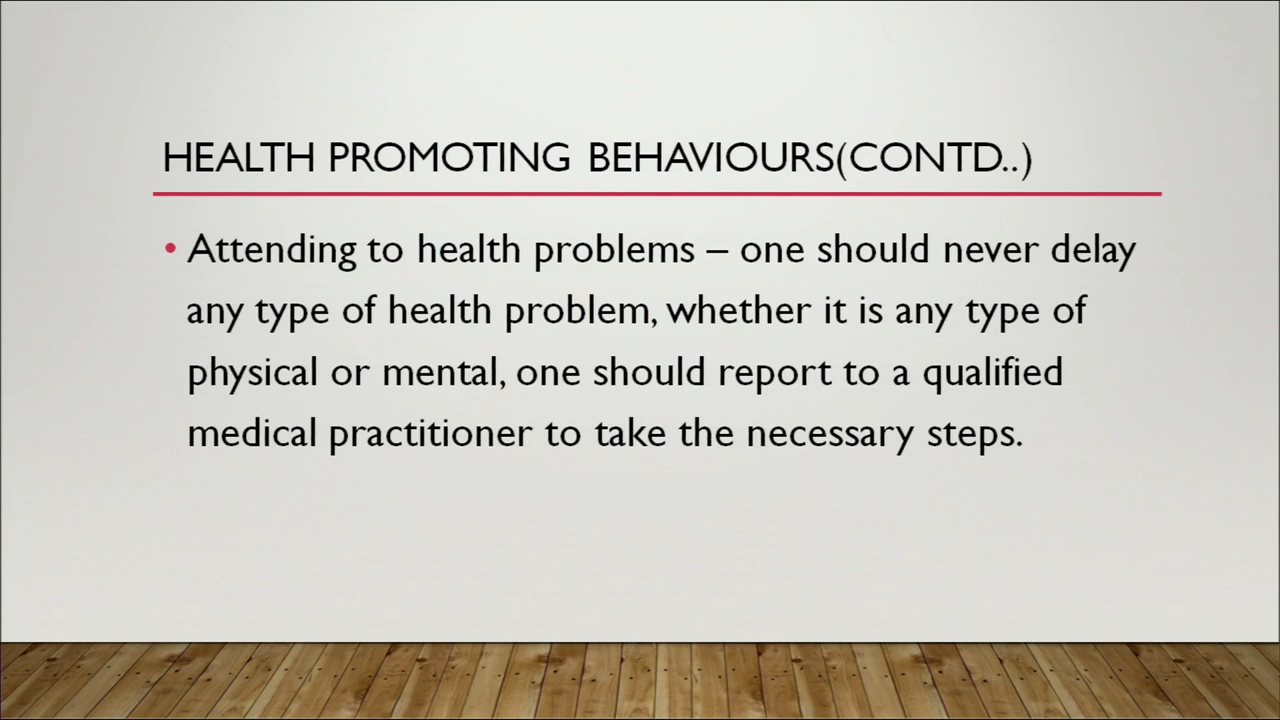 HEALTH PROMOTING BEHAVIOURS(CONTD..)
• Attending to health problems – one should never delay
any type of health problem, whether it is any type of
physical or mental, one should report to a qualified
medical practitioner to take the necessary steps.